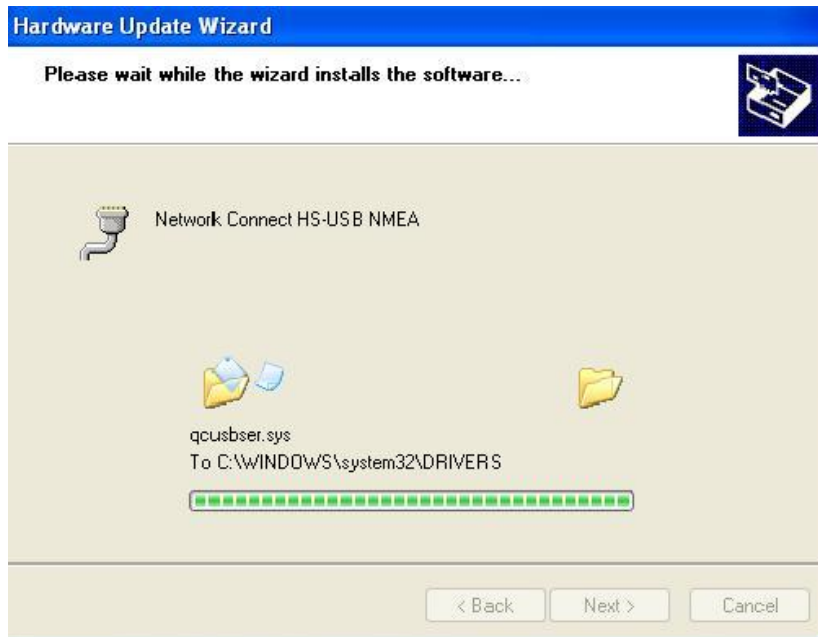 Hardware Update Wizard
Please wait while the wizard installs the software...
Network Connect HS-USB NMEA
qcusbser.sys
To C:\WINDOWS\system32\DRIVERS
< Back
Next >
Cancel